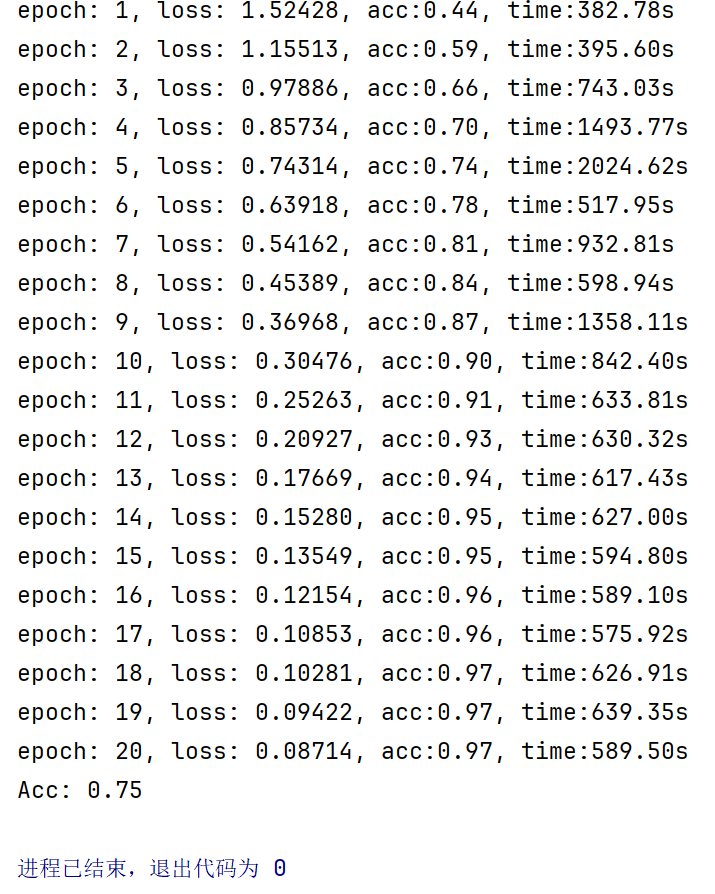 epoch: 1, loss: 1.52428, acc:0.44, time:382.78s
epoch: 2, loss: 1.15513, acc:0.59, time:395.60s
epoch: 3, loss: 0.97886, acc:0.66, time:743.03s
epoch: 4, loss: 0.85734, acc:0.70, time:1493.77s
epoch: 5, loss: 0.74314, acc:0.74, time:2024.62s
epoch: 6, loss: 0.63918, acc:0.78, time:517.95s
epoch: 7, loss: 0.54162, acc:0.81, time:932.81s
epoch: 8, loss: 0.45389, acc:0.84, time:598.94s
epoch: 9, loss: 0.36968, acc:0.87, time:1358.11s
epoch: 10, loss: 0.30476, acc:0.90, time:842.40s
epoch: 11, loss: 0.25263, acc:0.91, time:633.81s
epoch: 12, loss: 0.20927, acc:0.93, time:630.32s
epoch: 13, loss: 0.17669, acc:0.94, time:617.43s
epoch: 14, loss: 0.15280, acc:0.95, time:627.00s
epoch: 15, loss: 0.13549, acc:0.95, time:594.80s
epoch: 16, loss: 0.12154, acc:0.96, time:589.10s
epoch: 17, loss: 0.10853, acc:0.96, time:575.92s
epoch: 18, loss: 0.10281, acc:0.97, time:626.91s
epoch: 19, loss: 0.09422, acc:0.97, time:639.35s
epoch: 20, loss: 0.08714, acc:0.97, time:589.50s
Acc: 0.75
进程已结束，退出代码为 0